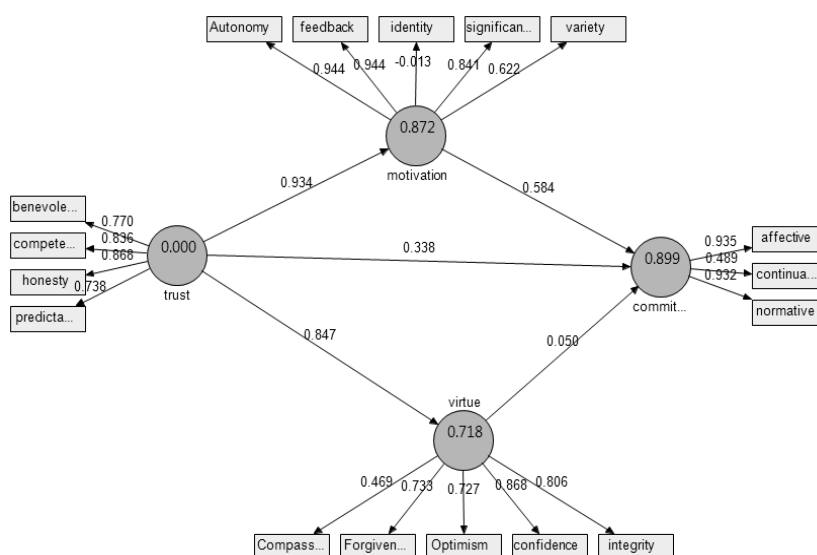 Autonomy feedback identity significan... variety
0.944 0.944 -0.013 0.841 0.622
0.872
motivation
0.934 0.584
benevole...
0.770
compete...
0.836
honesty
0.868
predicta...
0.738
0.000
trust
0.338
0.899
commit...
0.935
affective
0.489
continua...
0.932
normative
0.847 0.050
virtue
0.718
0.469 0.733 0.727 0.868 0.806
Compass... Forgiven... Optimism confidence integrity